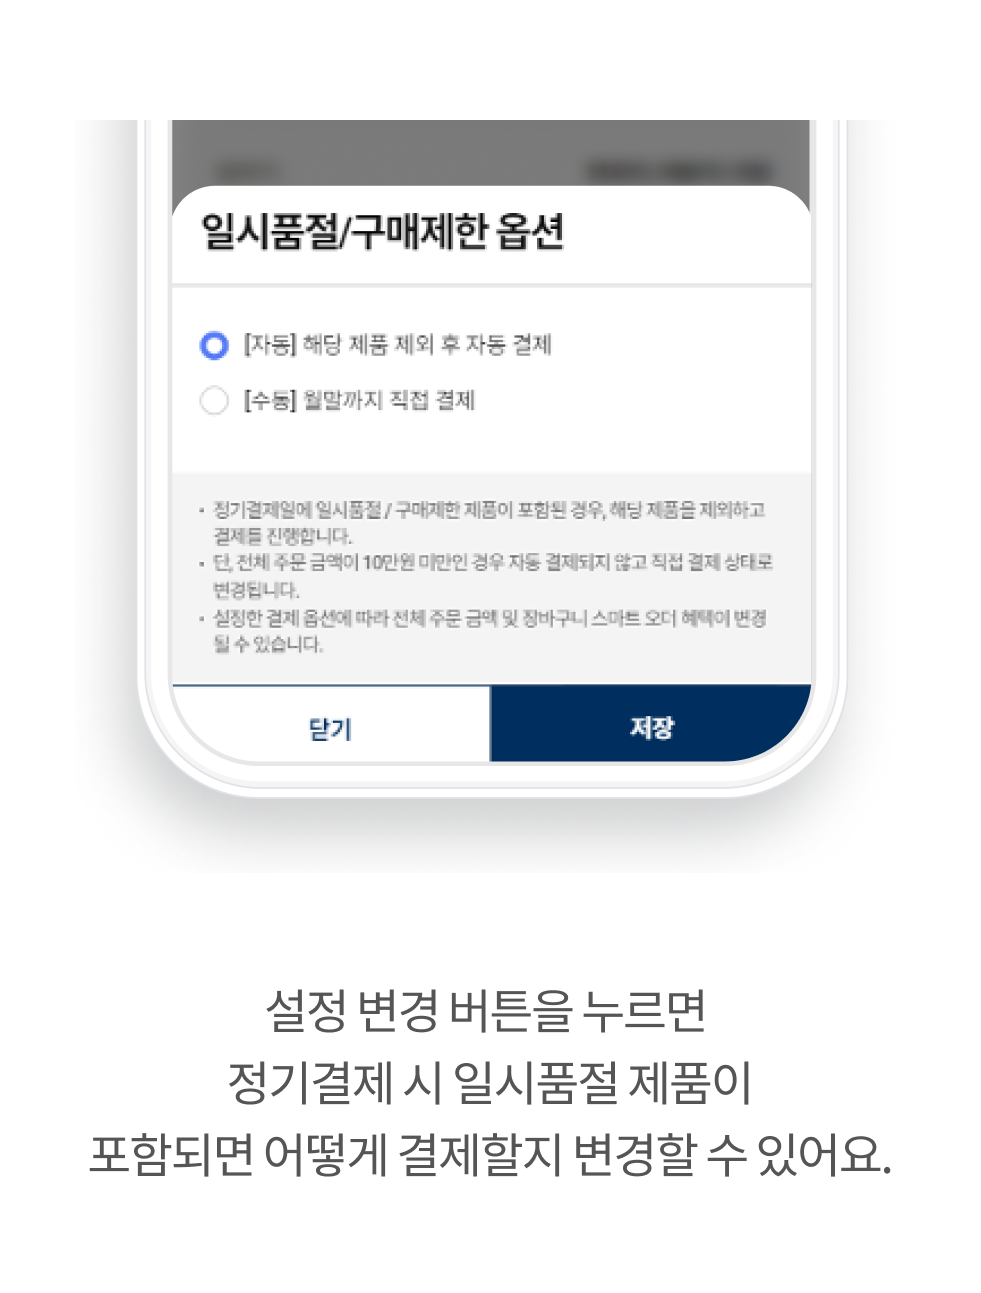 일시품절/구매제한 옵션
[자동] 해당 제품 제외 후 자동 결제
[수동] 월말까지 직접 결제
• 정기결제일에 일시품절 / 구매제한 제품이 포함된 경우, 해당 제품을 제외하고
결제를 진행합니다.
• 단, 전체 주문 금액이 10만원 미만인 경우 자동 결제되지 않고 직접 결제 상태로
변경됩니다.
• 설정한 결제 옵션에 따라 전체 주문 금액 및 장바구니 스마트 오더 혜택이 변경
될 수 있습니다.
닫기
저장
설정 변경 버튼을 누르면
정기결제 시 일시품절 제품이
포함되면 어떻게 결제할지 변경할 수 있어요.